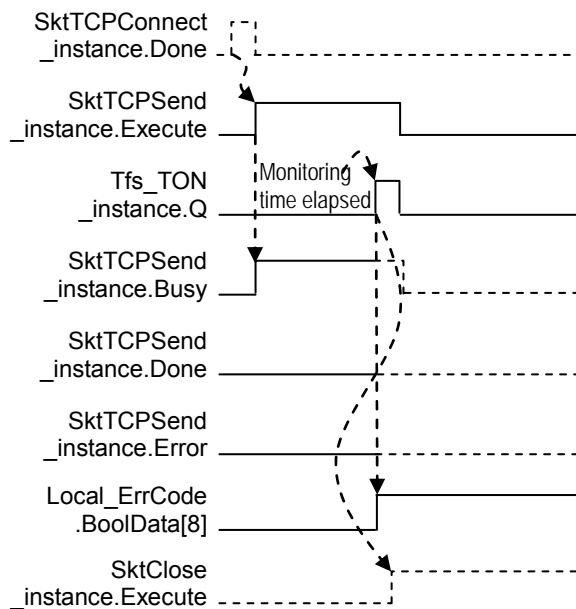 SktTCPConnect
_instance.Done
SktTCPSend
_instance.Execute
Tfs_TON
_instance.Q
Monitoring
time elapsed
SktTCPSend
_instance.Busy
SktTCPSend
_instance.Done
SktTCPSend
_instance.Error
Local_ErrCode
.BoolData[8]
SktClose
_instance.Execute